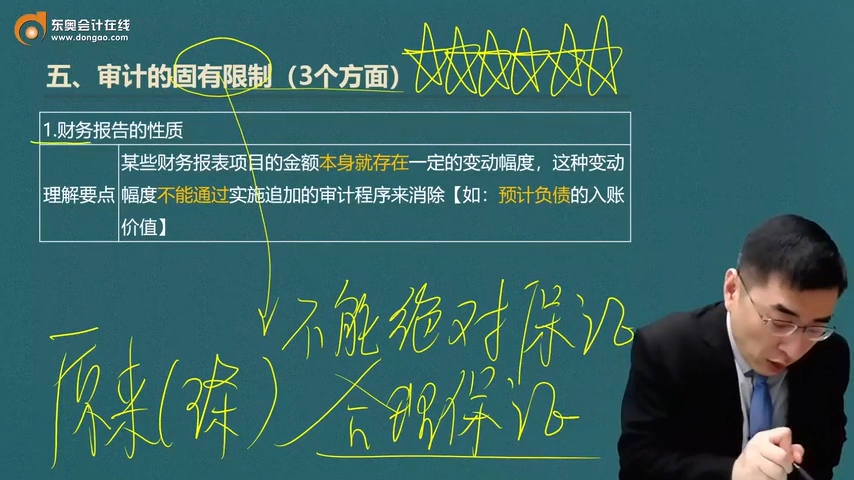 东奥会计在线
www.dongao.com
五、审计的固有限制（3个方面）
1.财务报告的性质
理解要点
某些财务报表项目的金额本身就存在一定的变动幅度，这种变动
幅度不能通过实施追加的审计程序来消除【如：预计负债的入账
价值】
不能绝对保证
原来( ) 合理保证